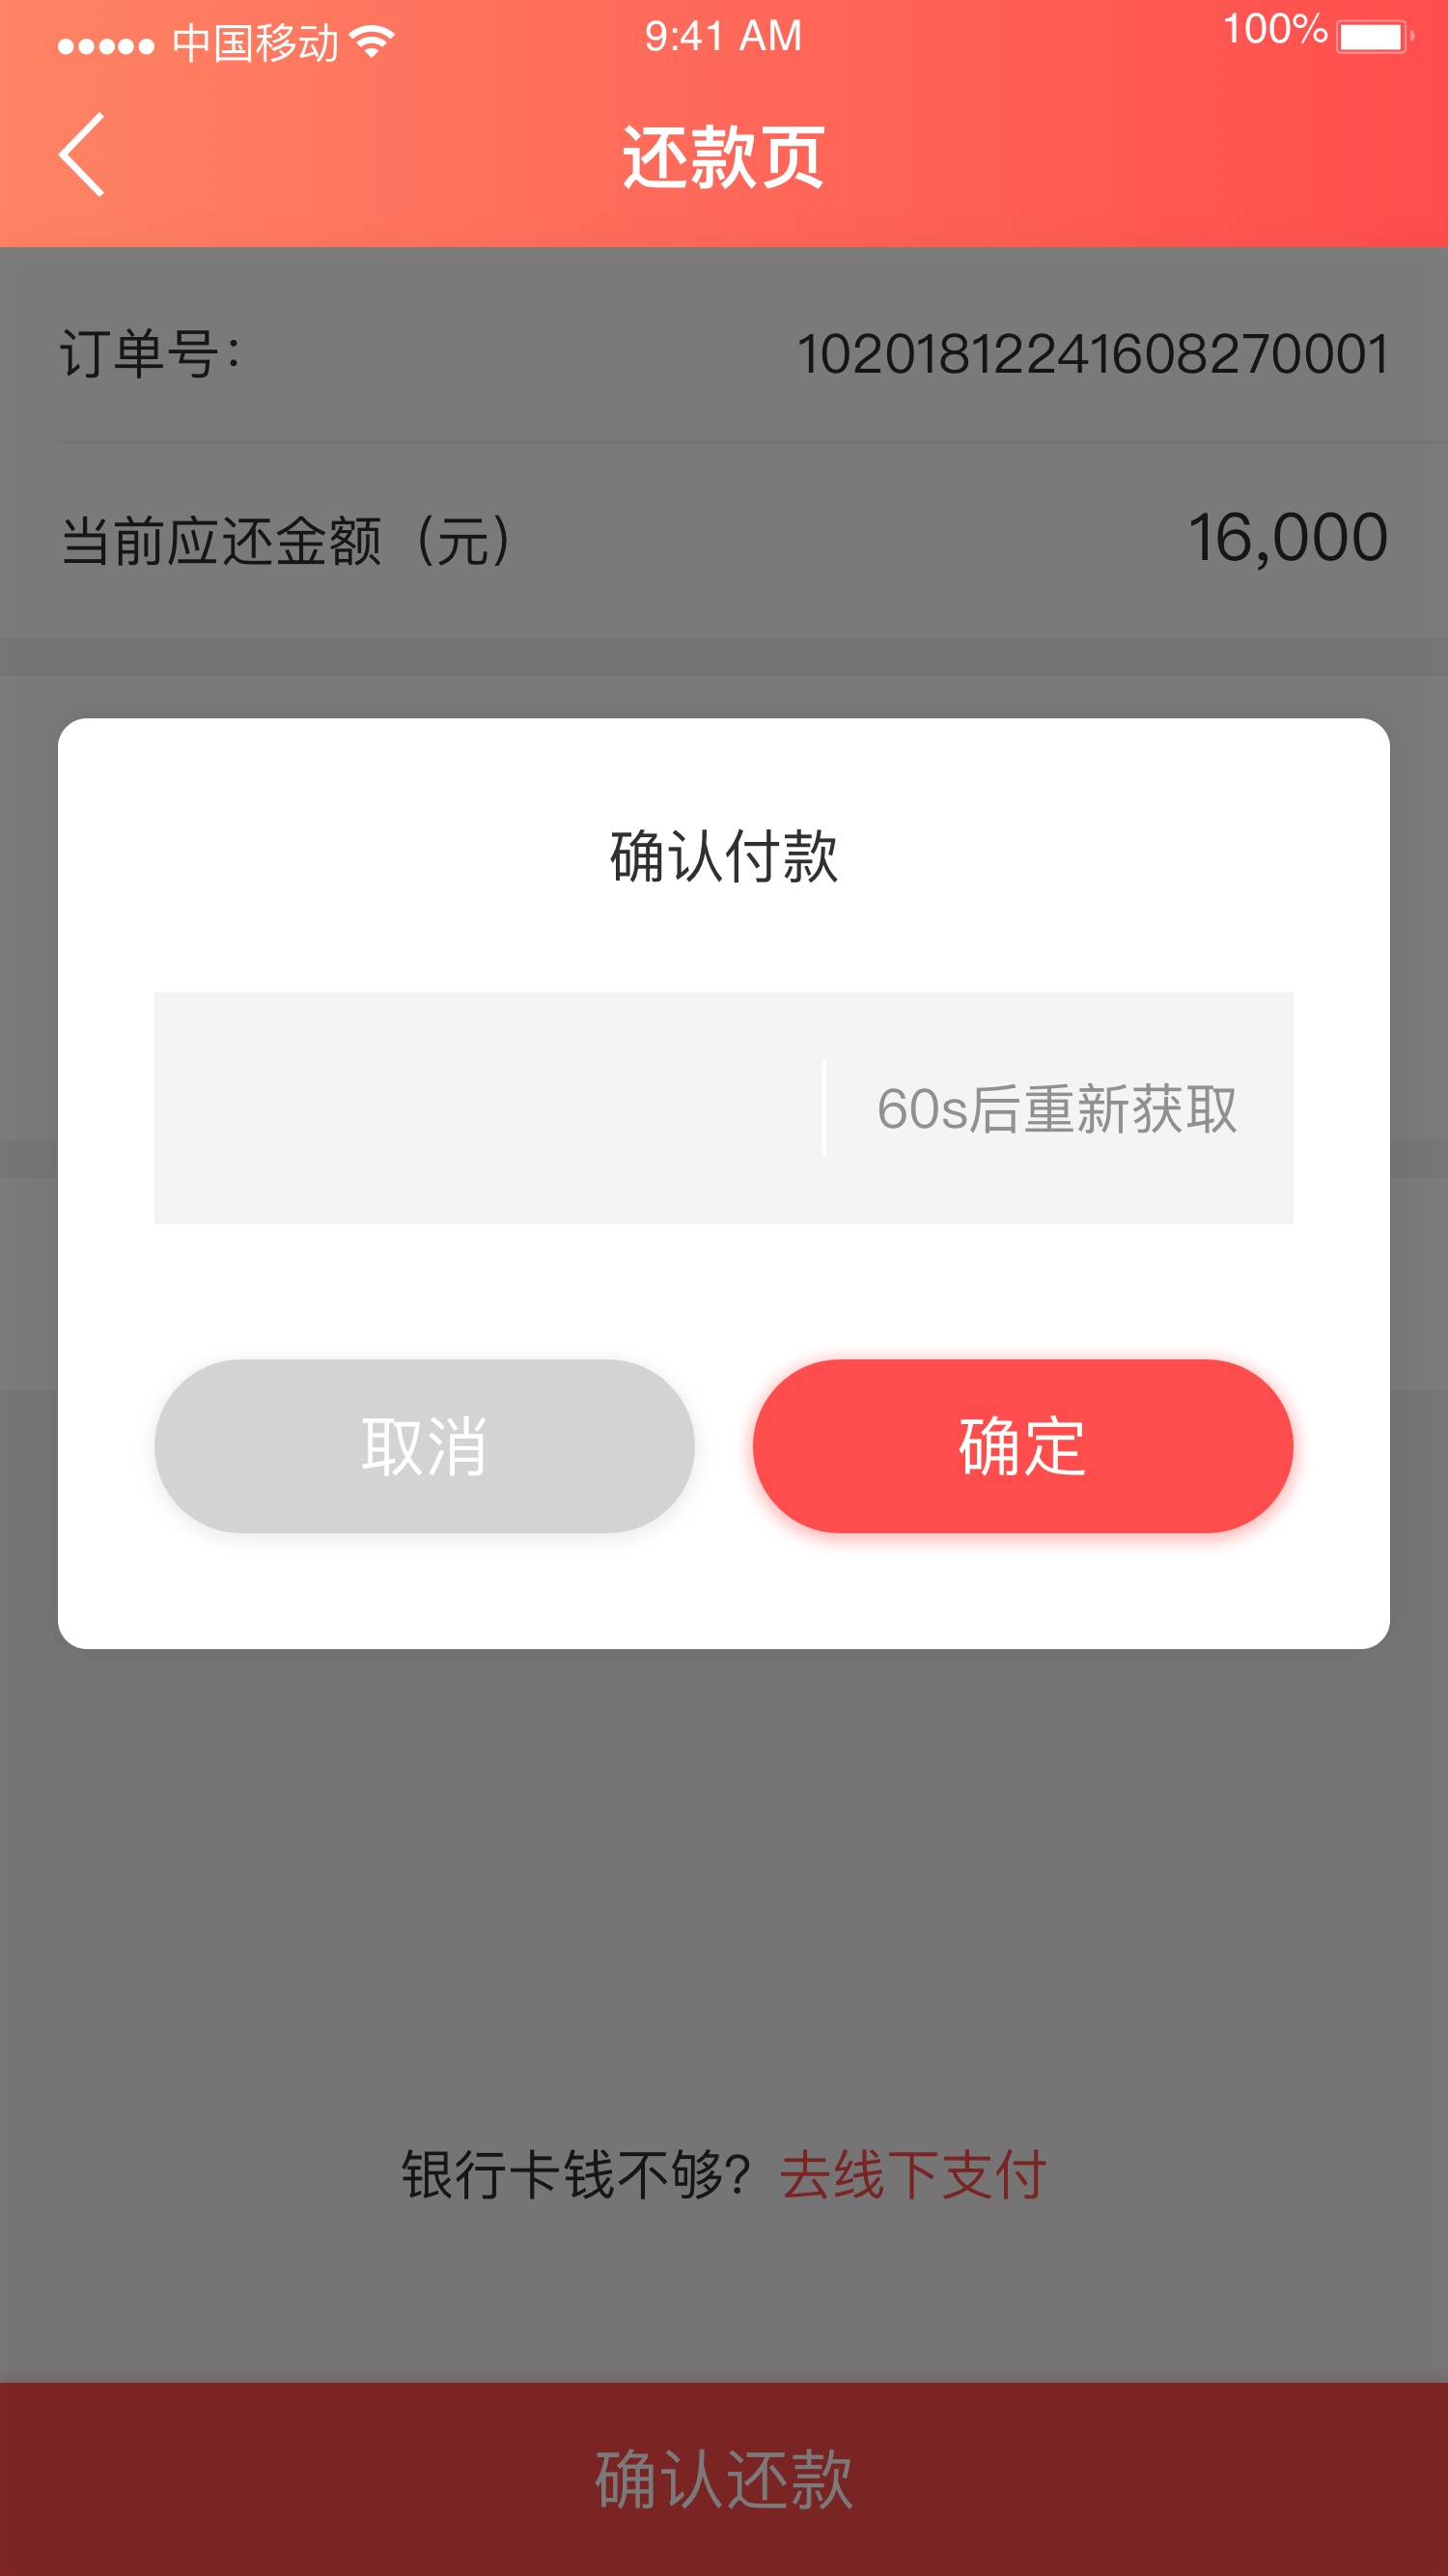 中国移动 9:41 AM 100%
还款页
订单号： 10201812241608270001
当前应还金额（元） 16,000
确认付款
60s后重新获取
取消 确定
银行卡钱不够? 去线下支付
确认还款